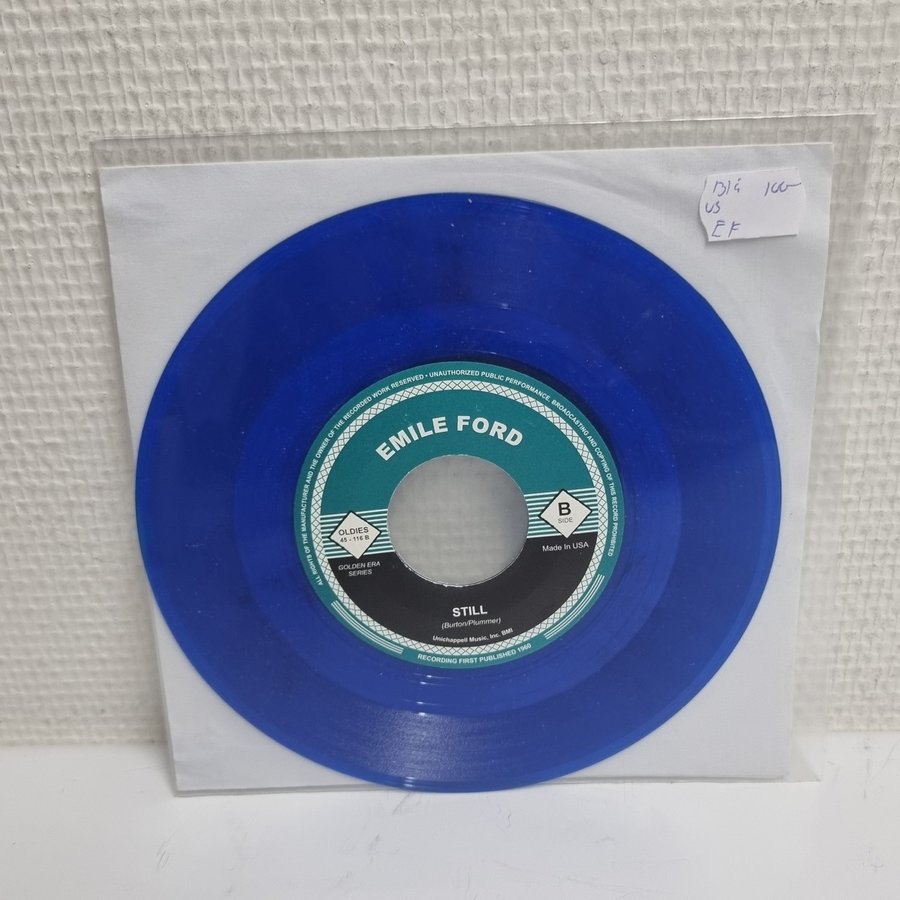 Blå 100-
US
EF
ALL RIGHTS OF THE MANUFACTURER AND THE OWNER OF THE RECORDED WORK RESERVED • UNAUTHORIZED PUBLIC PERFORMANCE, BROADCASTING AND COPYING OF THIS RECORD PROHIBITED
EMILE FORD
OLDIES
45 - 116 B
B
SIDE
GOLDEN ERA
SERIES
Made In USA
STILL
(Burton/Plummer)
Unichappell Music, Inc. BMI
RECORDING FIRST PUBLISHED 1960